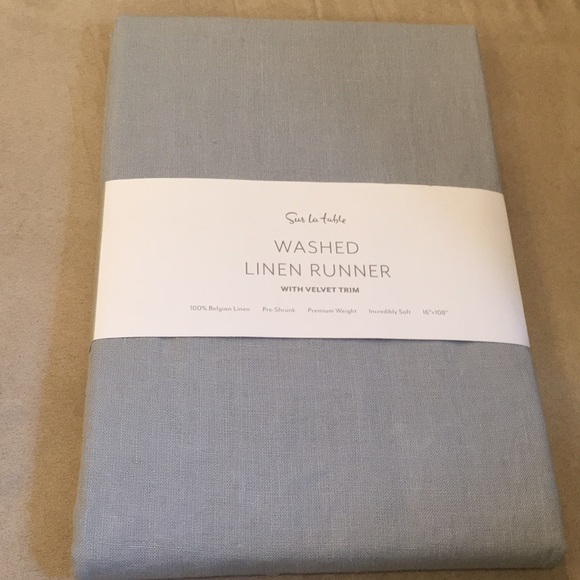 Sur la table
WASHED
LINEN RUNNER
WITH VELVET TRIM
100% Belgian Linen Pre-Shrunk Premium Weight Incredibly Soft 16"x108"